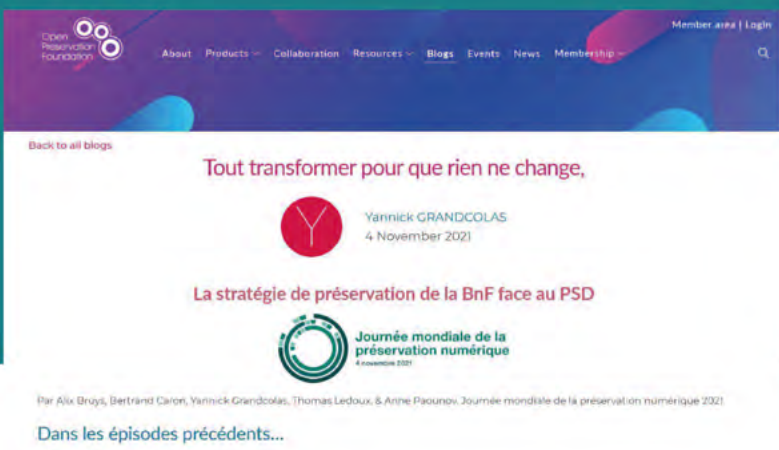 Member area | Login
Open
Preservation
Foundation
About Products Collaboration Resources Blogs Events News Membership
Back to all blogs
Tout transformer pour que rien ne change,
Y
Yannick GRANDCOLAS
4 November 2021
La stratégie de préservation de la BnF face au PSD
Journée mondiale de la
préservation numérique
4 novembre 2021
Par Alix Bruys, Bertrand Caron, Yannick Grandcolas, Thomas Ledoux, & Anne Paounov. Journée mondiale de la préservation numérique 2021
Dans les épisodes précédents...